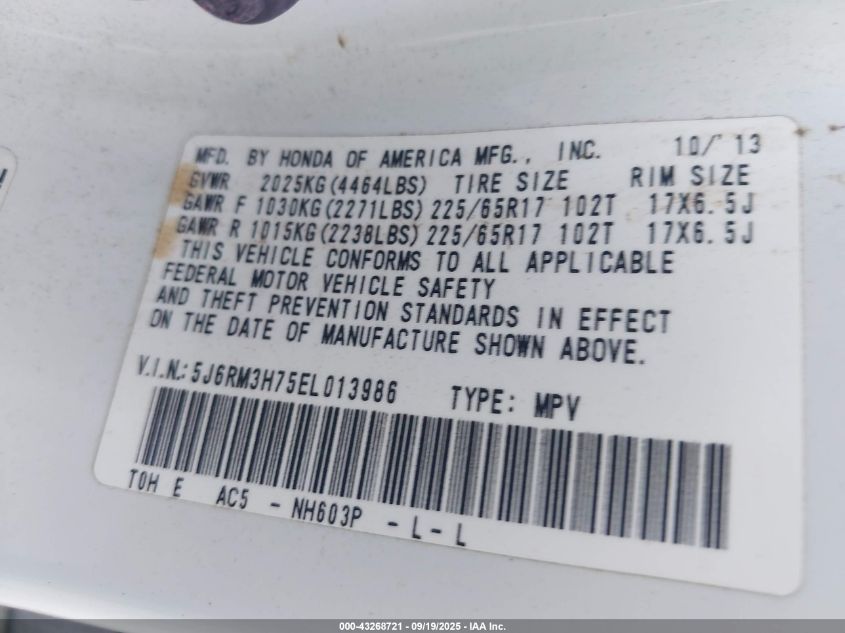 MFD. BY HONDA OF AMERICA MFG., INC. 10/ 13
GVWR 2025KG(4464LBS) TIRE SIZE RIM SIZE
GAWR F 1030KG(2271LBS) 225/65R17 102T 17X6.5J
GAWR R 1015KG(2238LBS) 225/65R17 102T 17X6.5J
THIS VEHICLE CONFORMS TO ALL APPLICABLE
FEDERAL MOTOR VEHICLE SAFETY
AND THEFT PREVENTION STANDARDS IN EFFECT
ON THE DATE OF MANUFACTURE SHOWN ABOVE.
V.I.N.: 5J6RM3H75EL013986 TYPE: MPV
TOH E AC5 - NH603P - L- L
000-43268721 - 09/19/2025 - IAA Inc.